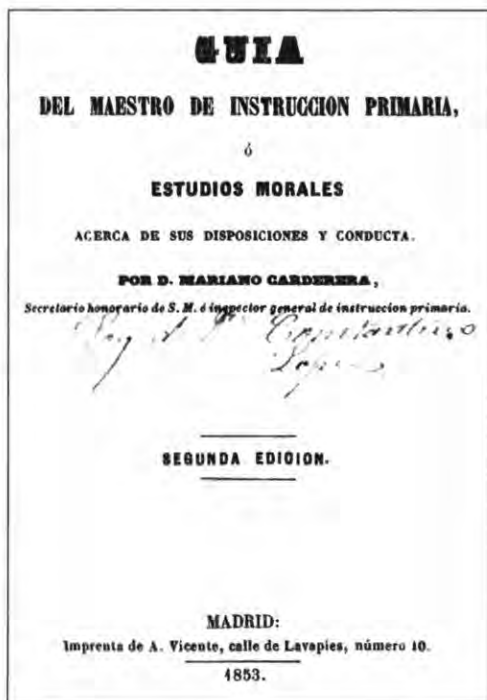 GUIA
DEL MAESTRO DE INSTRUCCION PRIMARIA,
ó
ESTUDIOS MORALES
ACERCA DE SUS DISPOSICIONES Y CONDUCTA.
POR D. MARIANO CARDERERA,
Secretario honorario de S. M. é inspector general de instruccion primaria.
Constantino
SEGUNDA EDICION.
MADRID:
Imprenta de A. Vicente, calle de Lavapies, número 10.
1853.